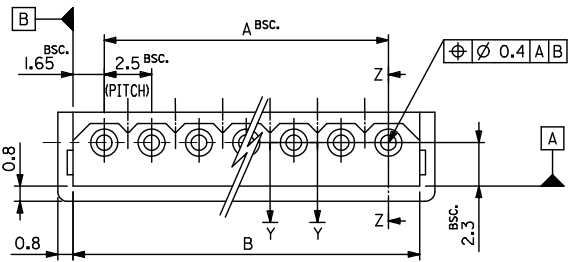 B
A BSC.
1.65 BSC.
2.5 BSC.
(PITCH)
Z
⌖ Ø 0.4 A B
A
0.8
2.3 BSC.
Y
Y
Z
0.8
B